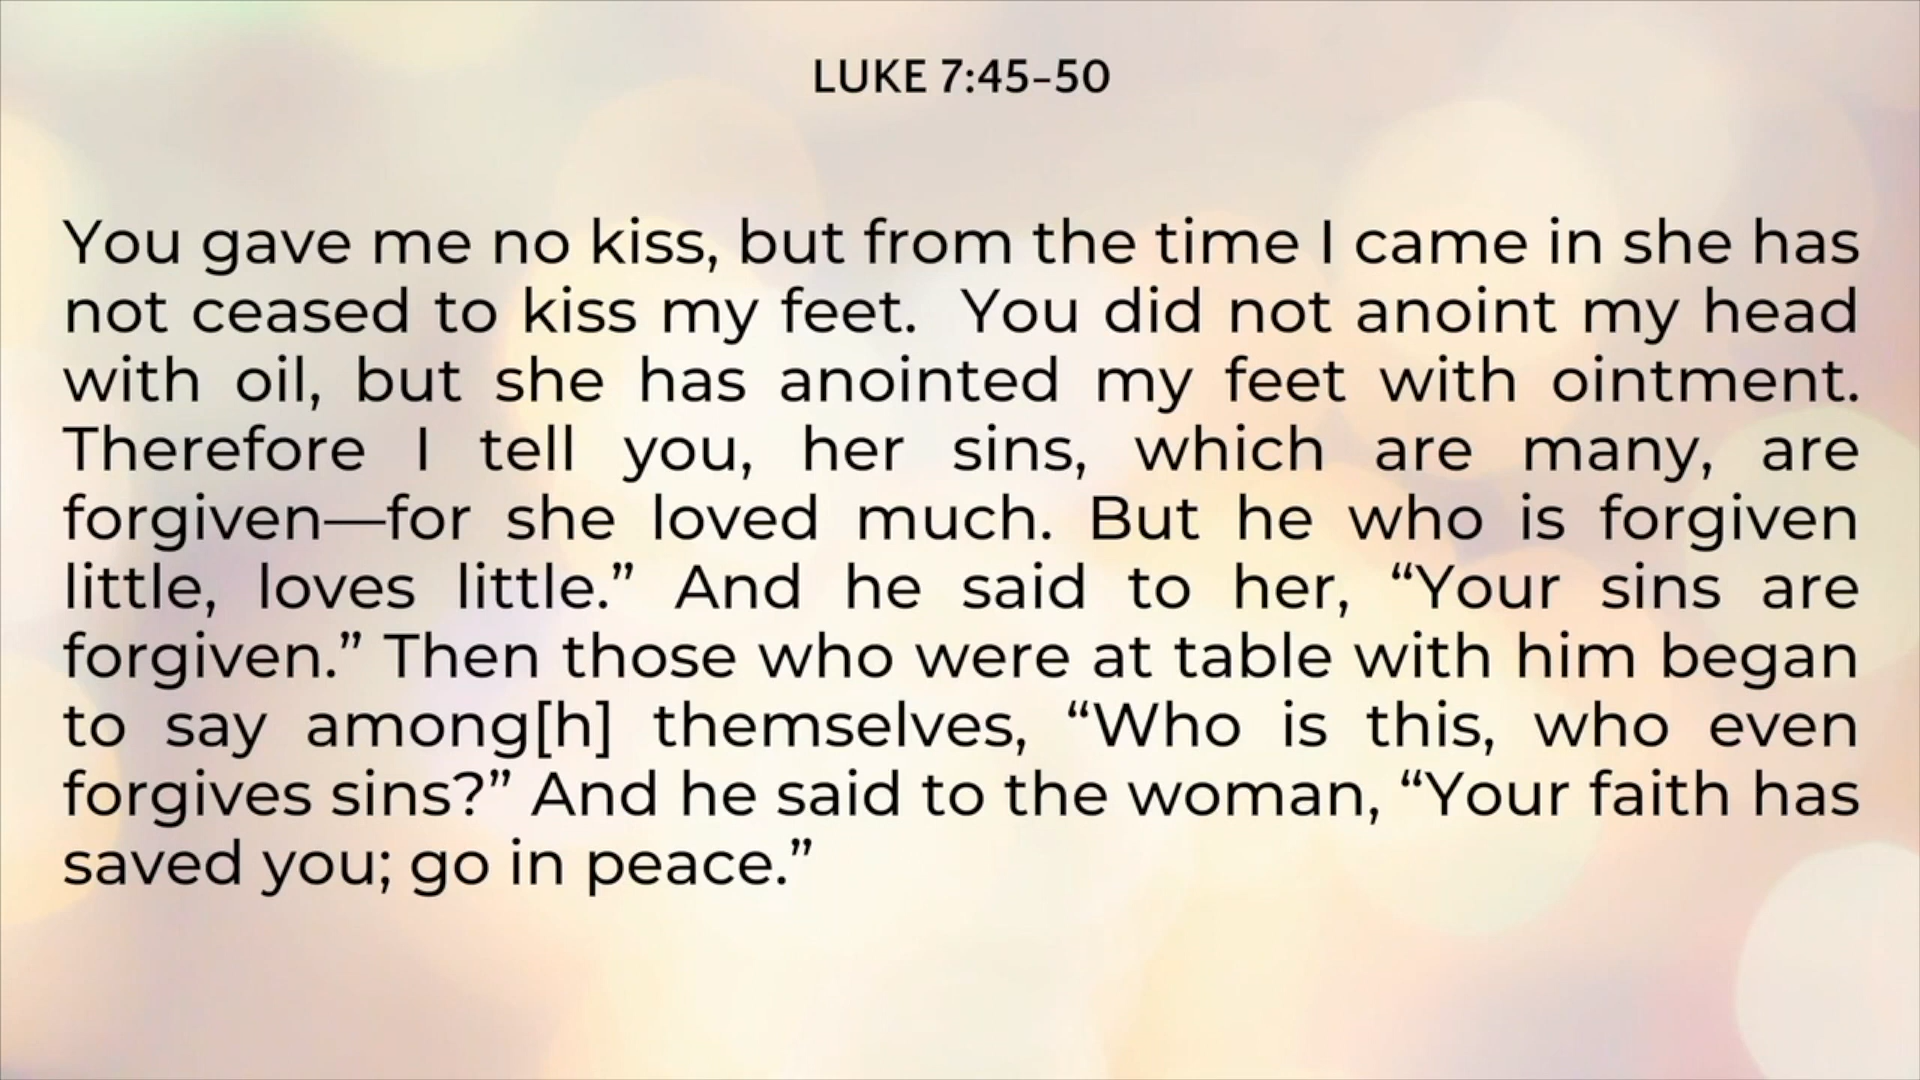 LUKE 7:45–50
You gave me no kiss, but from the time I came in she has
not ceased to kiss my feet.  You did not anoint my head
with oil, but she has anointed my feet with ointment.
Therefore I tell you, her sins, which are many, are
forgiven—for she loved much. But he who is forgiven
little, loves little.” And he said to her, “Your sins are
forgiven.” Then those who were at table with him began
to say among[h] themselves, “Who is this, who even
forgives sins?” And he said to the woman, “Your faith has
saved you; go in peace.”